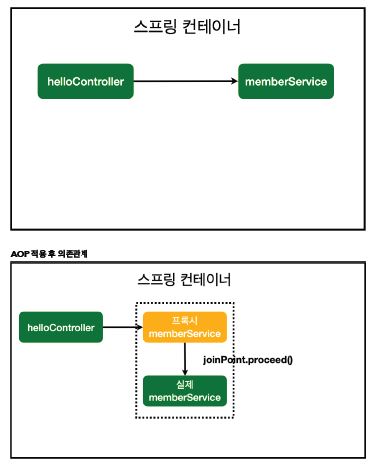 스프링 컨테이너
helloController
memberService
AOP 적용 후 의존관계
스프링 컨테이너
helloController
프록시
memberService
joinPoint.proceed()
실제
memberService